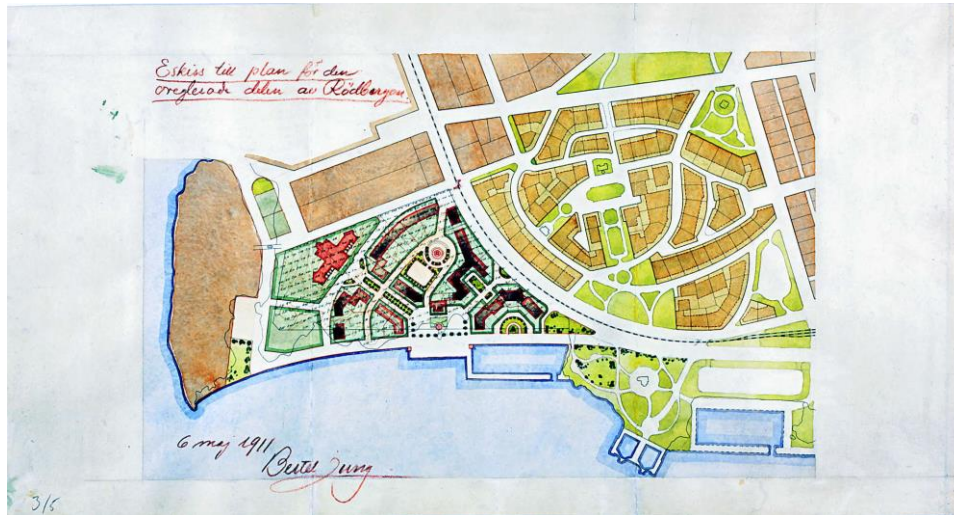 Eskiss till plan för den
oreglerade delen av Rödbergen
6 maj 1911
Bertel Jung
3/5